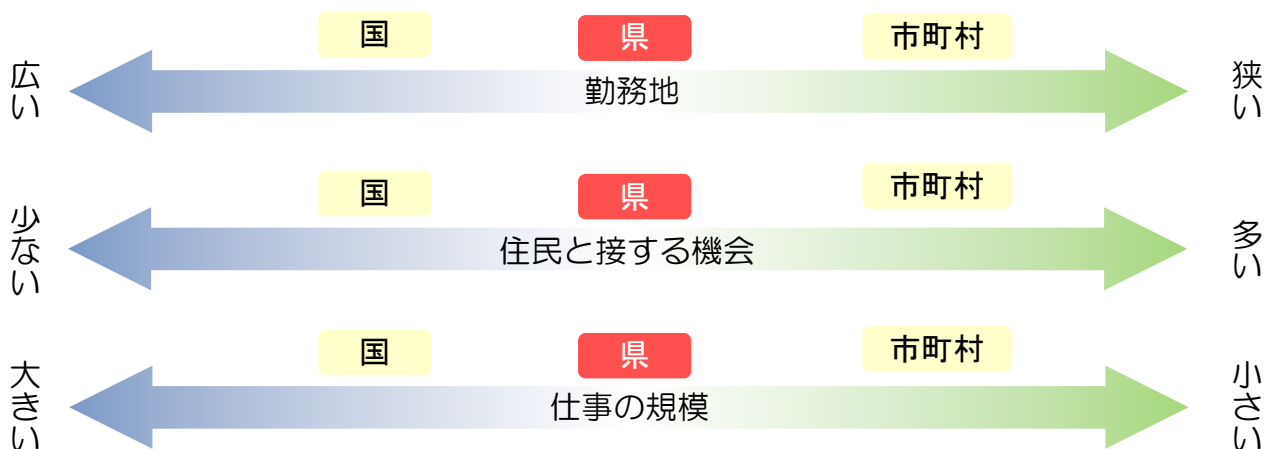 国 県 市町村
広い 勤務地 狭い
国 県 市町村
少ない 住民と接する機会 多い
国 県 市町村
大きい 仕事の規模 小さい